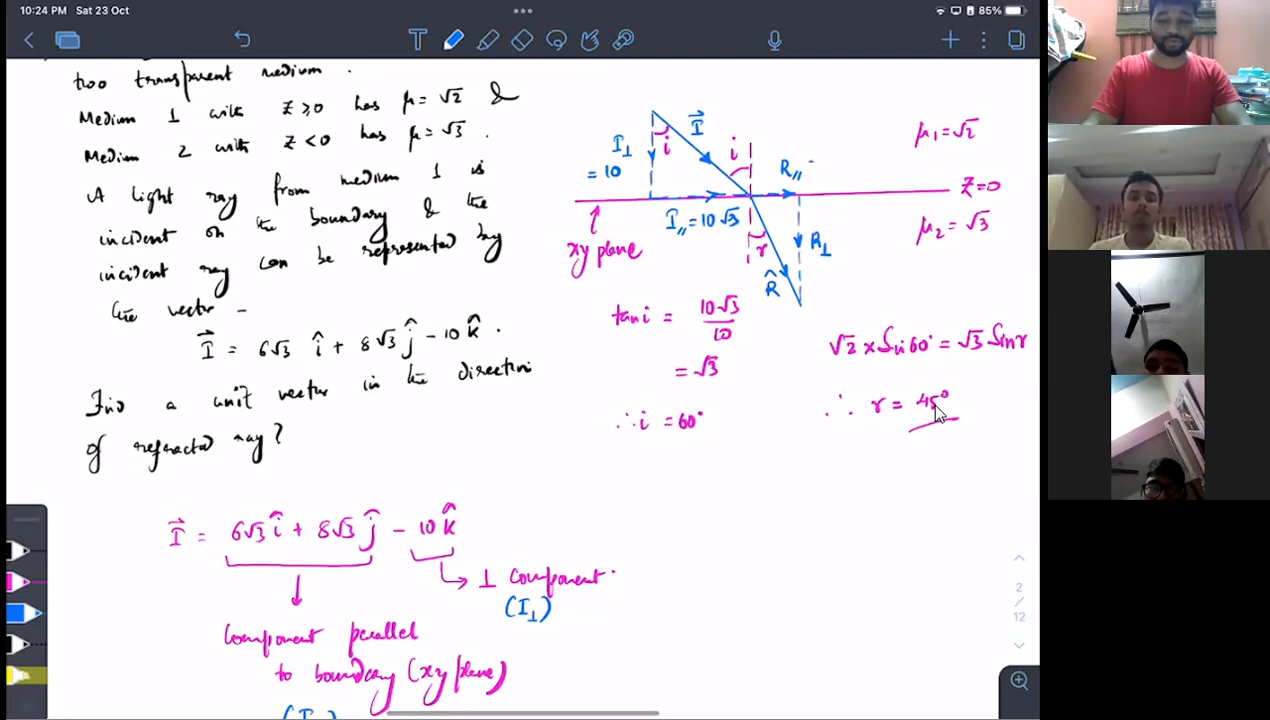 10:24 PM Sat 23 Oct
85%
two transparent medium.
Medium 1 with Z ≥ 0 has μ = √2 &
Medium 2 with Z < 0 has μ = √3.
A light ray from medium 1 is
incident on the boundary & the
incident ray can be represented by
the vector –
I⃗ = 6√3 î + 8√3 ĵ – 10 k̂.
Find a unit vector in the direction
of refracted ray?
I⊥ = 10
i
I⃗
i
R//
μ₁ = √2
Z=0
I// = 10√3
xy plane
r
R⊥
R̂
μ₂ = √3
tan i = 10√3/10
= √3
∴ i = 60°
√2 x Sin 60° = √3 Sin r
∴ r = 45°
I⃗ = 6√3 î + 8√3 ĵ – 10 k̂
⊥ component.
(I⊥)
Component parallel
to boundary (xy plane)
2
/
12